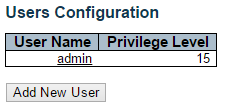 Users Configuration
User Name Privilege Level
admin 15
Add New User